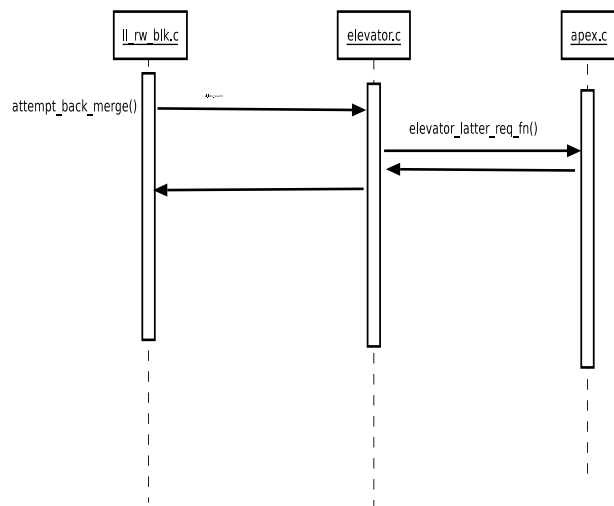 ll_rw_blk.c
elevator.c
apex.c
attempt_back_merge()
elevator_latter_req_fn()